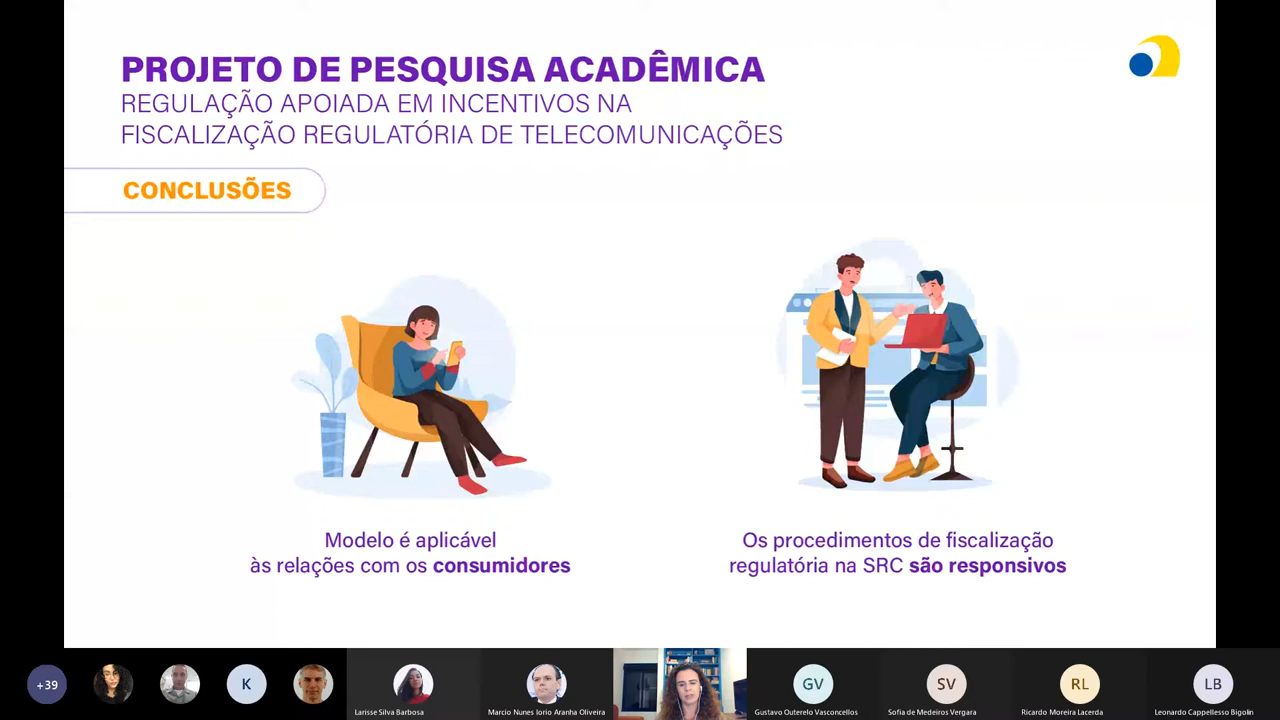 PROJETO DE PESQUISA ACADÊMICA
REGULAÇÃO APOIADA EM INCENTIVOS NA
FISCALIZAÇÃO REGULATÓRIA DE TELECOMUNICAÇÕES
CONCLUSÕES
Modelo é aplicável
às relações com os consumidores
Os procedimentos de fiscalização
regulatória na SRC são responsivos
+39
K
GV
SV
RL
LB
Larisse Silva Barbosa
Marcio Nunes Iorio Aranha Oliveira
Gustavo Outerelo Vasconcellos
Sofia de Medeiros Vergara
Ricardo Moreira Lacerda
Leonardo Cappellesso Bigolin